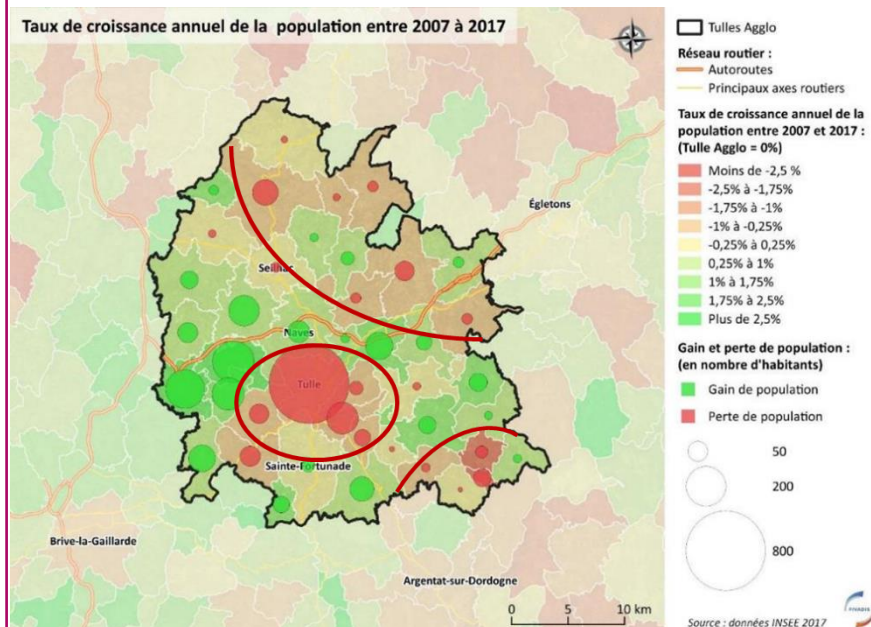 Taux de croissance annuel de la population entre 2007 à 2017
Égletons
Seilhac
Naves
Tulle
Sainte-Fortunade
Brive-la-Gaillarde
Argentat-sur-Dordogne
0 5 10 km
Tulles Agglo
Réseau routier :
Autoroutes
Principaux axes routiers
Taux de croissance annuel de la
population entre 2007 et 2017 :
(Tulle Agglo = 0%)
Moins de -2,5 %
-2,5% à -1,75%
-1,75% à -1%
-1% à -0,25%
-0,25% à 0,25%
0,25% à 1%
1% à 1,75%
1,75% à 2,5%
Plus de 2,5%
Gain et perte de population :
(en nombre d'habitants)
Gain de population
Perte de population
50
200
800
Source : données INSEE 2017